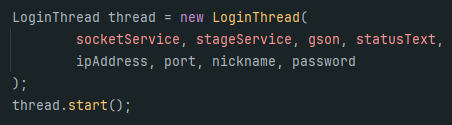 LoginThread thread = new LoginThread(
socketService, stageService, gson, statusText,
ipAddress, port, nickname, password
);
thread.start();